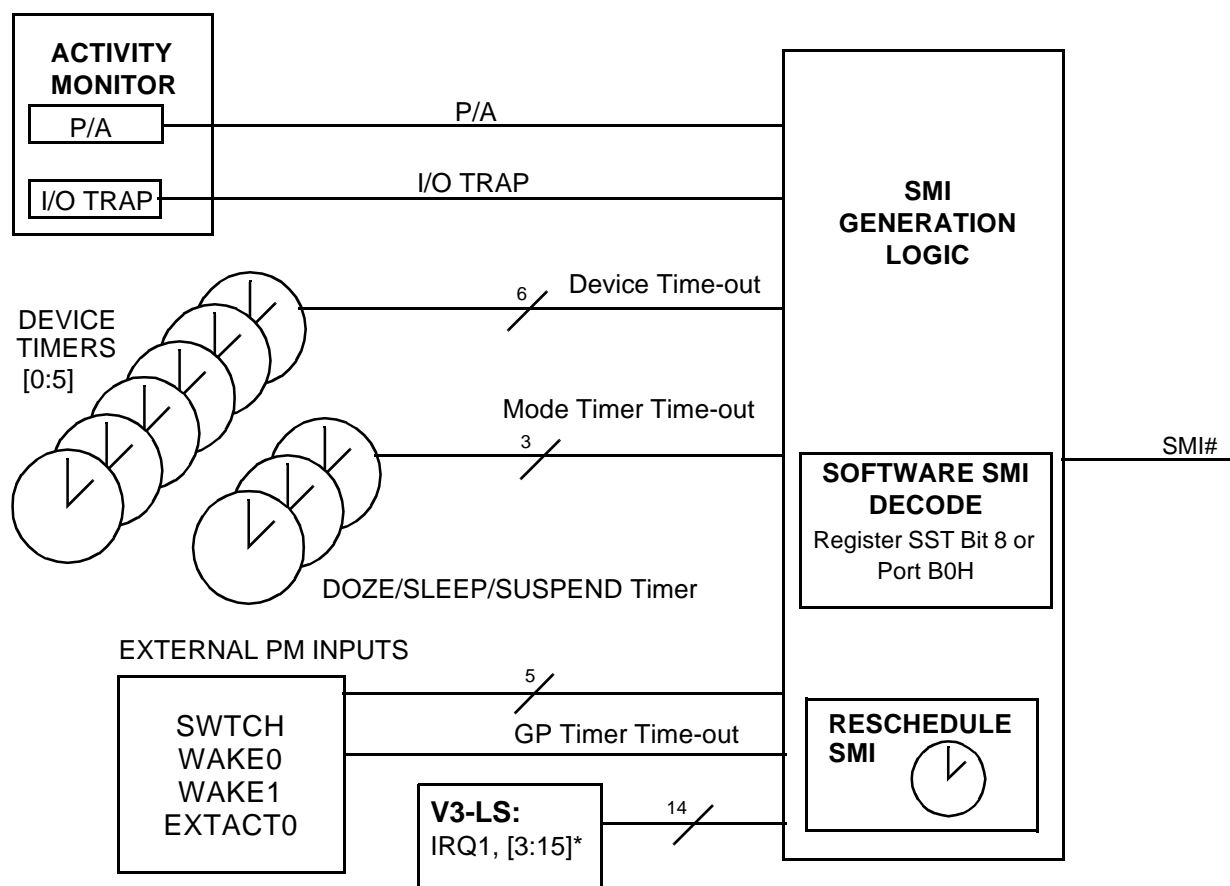 ACTIVITY
MONITOR
P/A
P/A
I/O TRAP
I/O TRAP
SMI
GENERATION
LOGIC
DEVICE
TIMERS
[0:5]
6
Device Time-out
Mode Timer Time-out
3
SMI#
SOFTWARE SMI
DECODE
Register SST Bit 8 or
Port B0H
DOZE/SLEEP/SUSPEND Timer
EXTERNAL PM INPUTS
SWTCH
WAKE0
WAKE1
EXTACT0
5
GP Timer Time-out
RESCHEDULE
SMI
V3-LS:
IRQ1, [3:15]*
14